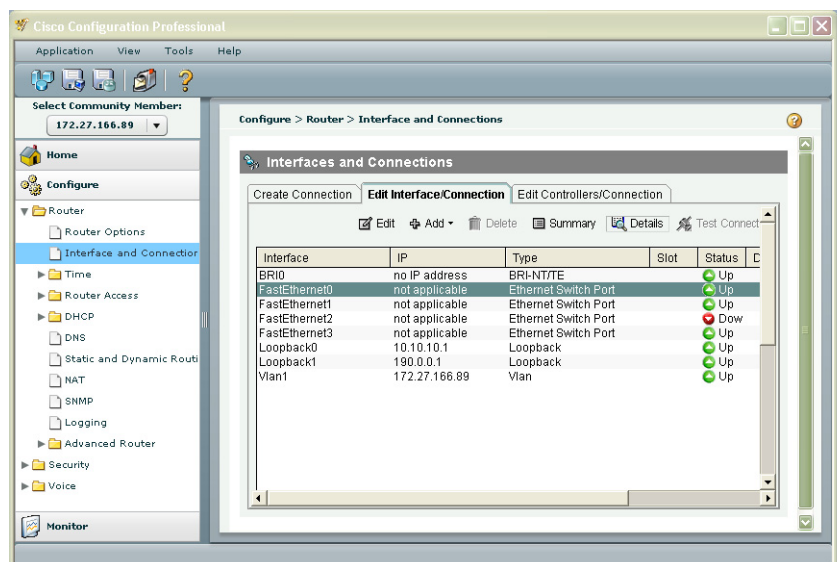 Cisco Configuration Professional
Application View Tools Help
Select Community Member:
172.27.166.89
Home
Configure
Router
Router Options
Interface and Connection
Time
Router Access
DHCP
DNS
Static and Dynamic Routi
NAT
SNMP
Logging
Advanced Router
Security
Voice
Monitor
Configure > Router > Interface and Connections
Interfaces and Connections
Create Connection Edit Interface/Connection Edit Controllers/Connection
Edit Add Delete Summary Details Test Connect
Interface IP Type Slot Status D
BRI0 no IP address BRI-NT/TE Up
FastEthernet0 not applicable Ethernet Switch Port Up
FastEthernet1 not applicable Ethernet Switch Port Up
FastEthernet2 not applicable Ethernet Switch Port Dow
FastEthernet3 not applicable Ethernet Switch Port Up
Loopback0 10.10.10.1 Loopback Up
Loopback1 190.0.0.1 Loopback Up
Vlan1 172.27.166.89 Vlan Up